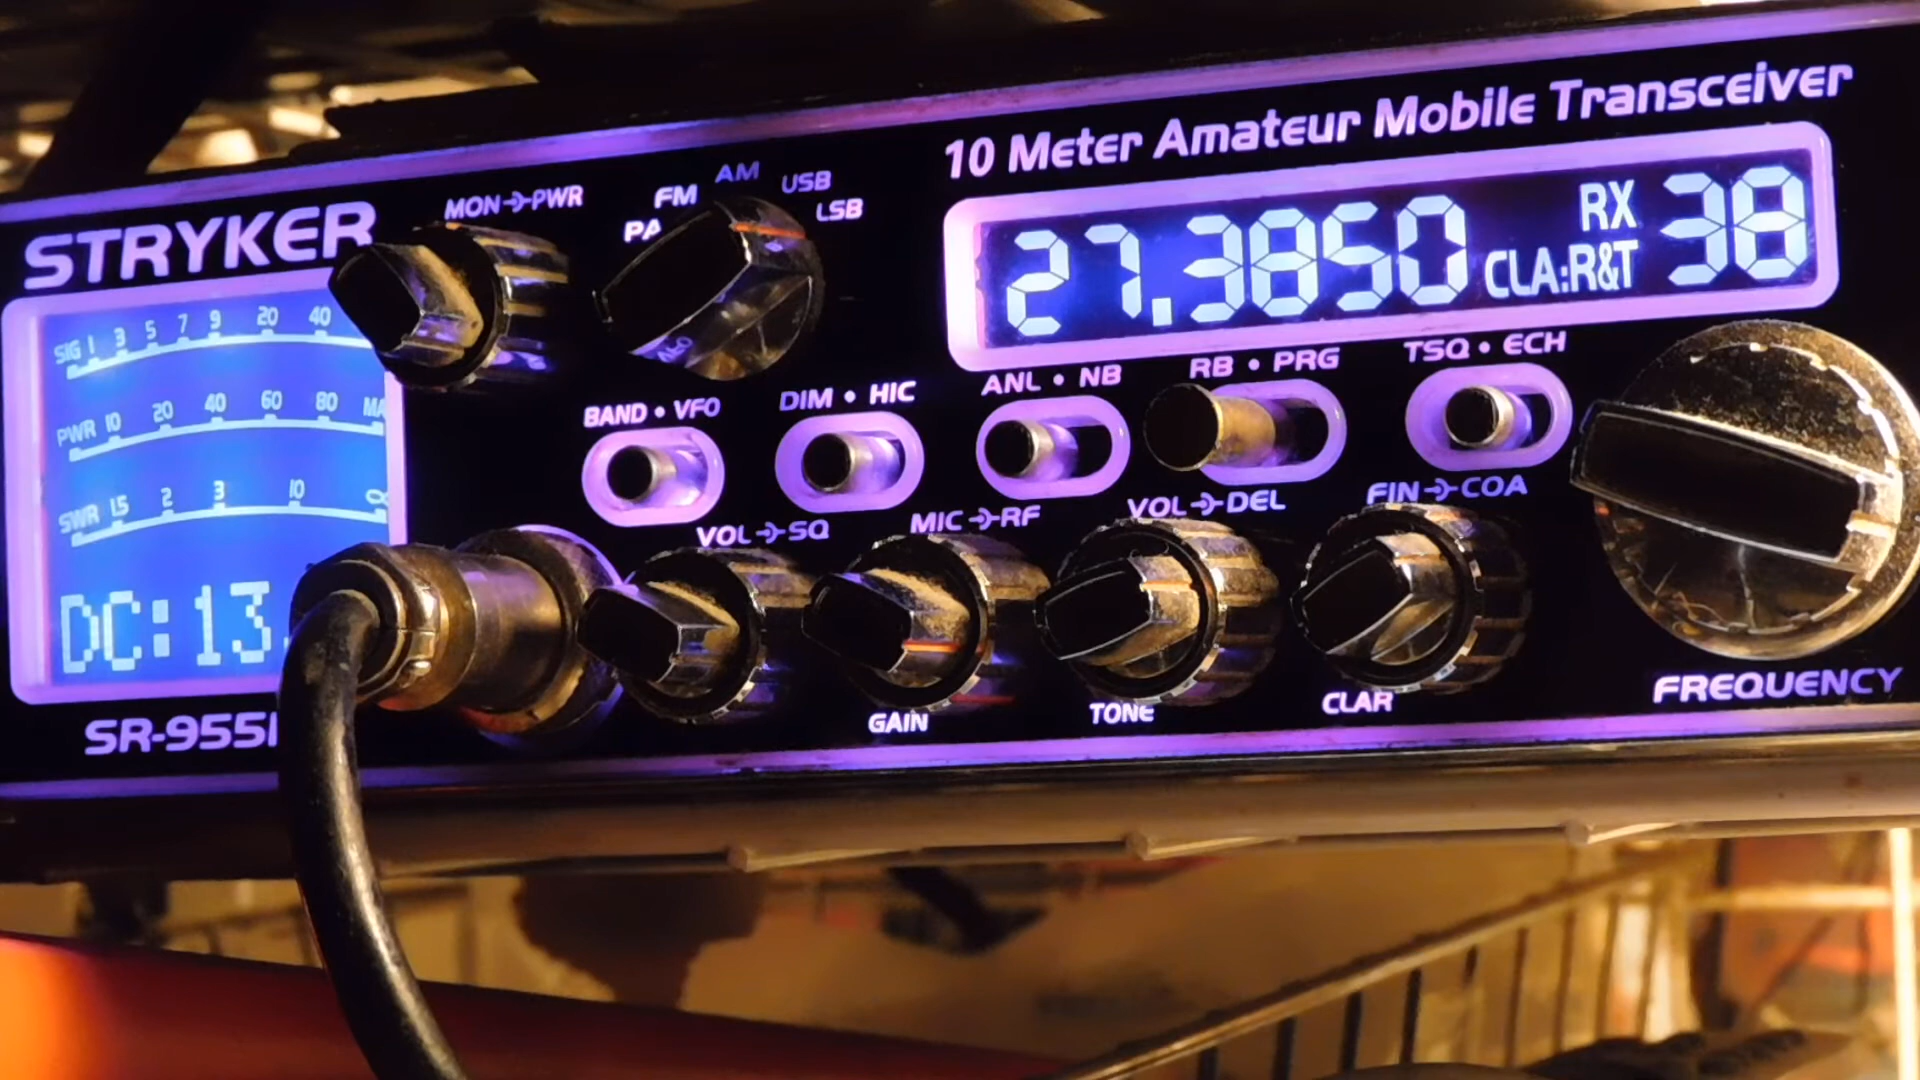 10 Meter Amateur Mobile Transceiver
STRYKER
MON PWR
PA FM AM USB LSB
27.3850 RX CLA:R&T 38
SIG 1 3 5 7 9 20 40
PWR 10 20 40 60 80
SWR 1.5 2 3 10 ∞
DC:13
BAND • VFO
DIM • HIC
ANL • NB
RB • PRG
TSQ • ECH
VOL SQ
MIC RF
VOL DEL
FIN COA
GAIN
TONE
CLAR
FREQUENCY